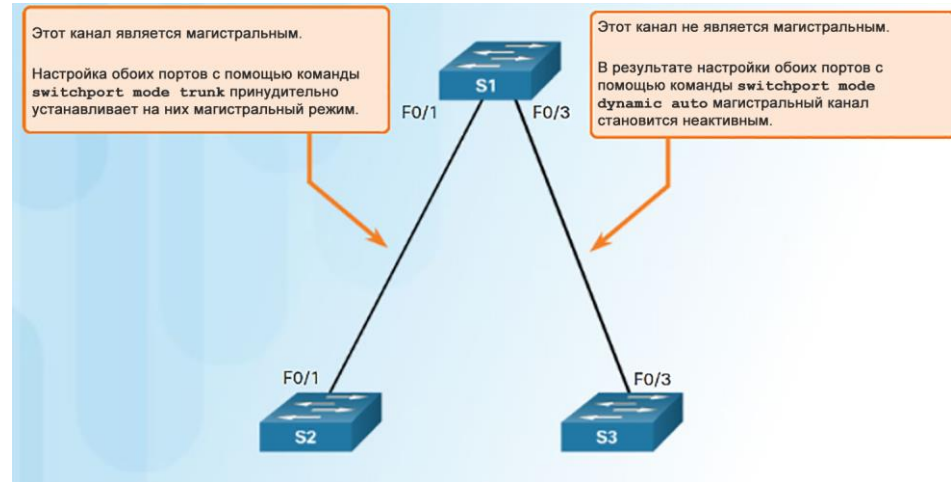 Этот канал является магистральным.
Настройка обоих портов с помощью команды
switchport mode trunk принудительно
устанавливает на них магистральный режим.
Этот канал не является магистральным.
В результате настройки обоих портов с
помощью команды switchport mode
dynamic auto магистральный канал
становится неактивным.
S1
F0/1
F0/3
F0/1
F0/3
S2
S3